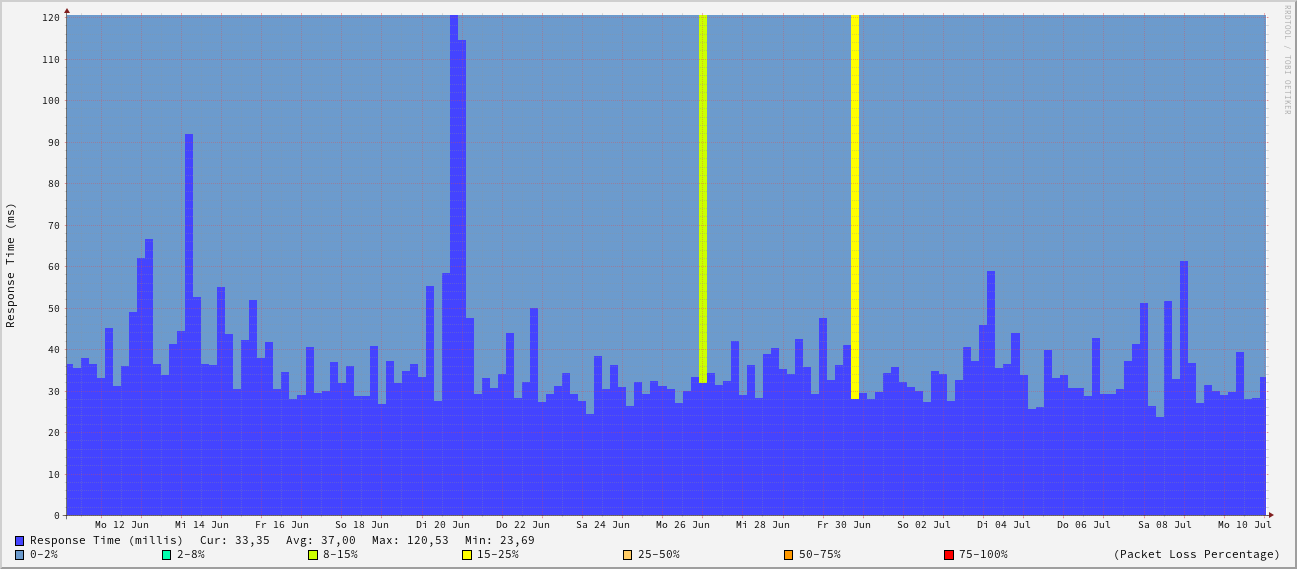 RRDTOOL / TOBI OETIKER
Response Time (ms)
120
110
100
90
80
70
60
50
40
30
20
10
0
Mo 12 Jun Mi 14 Jun Fr 16 Jun So 18 Jun Di 20 Jun Do 22 Jun Sa 24 Jun Mo 26 Jun Mi 28 Jun Fr 30 Jun So 02 Jul Di 04 Jul Do 06 Jul Sa 08 Jul Mo 10 Jul
Response Time (millis) Cur: 33,35 Avg: 37,00 Max: 120,53 Min: 23,69
0-2% 2-8% 8-15% 15-25% 25-50% 50-75% 75-100% (Packet Loss Percentage)